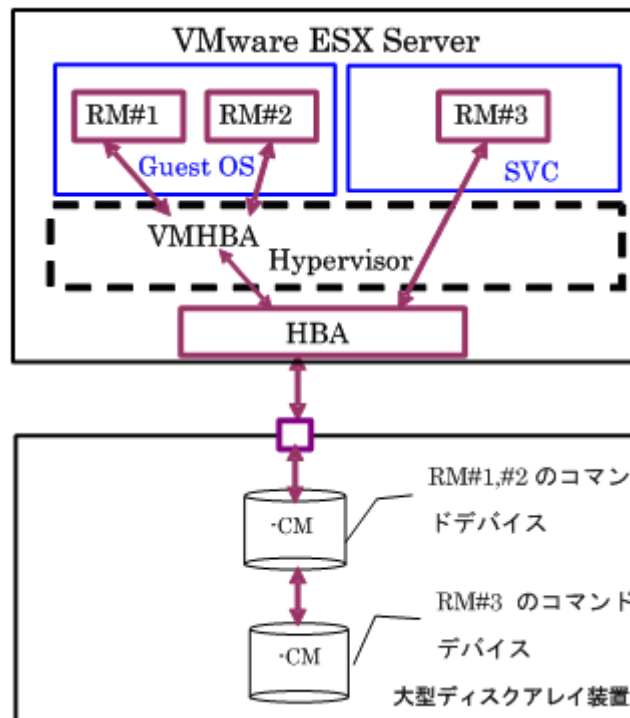 VMware ESX Server
RM#1
RM#2
RM#3
Guest OS
SVC
VMHBA
Hypervisor
HBA
RM#1,#2 のコマン
ドデバイス
-CM
RM#3 のコマンド
デバイス
-CM
大型ディスクアレイ装置